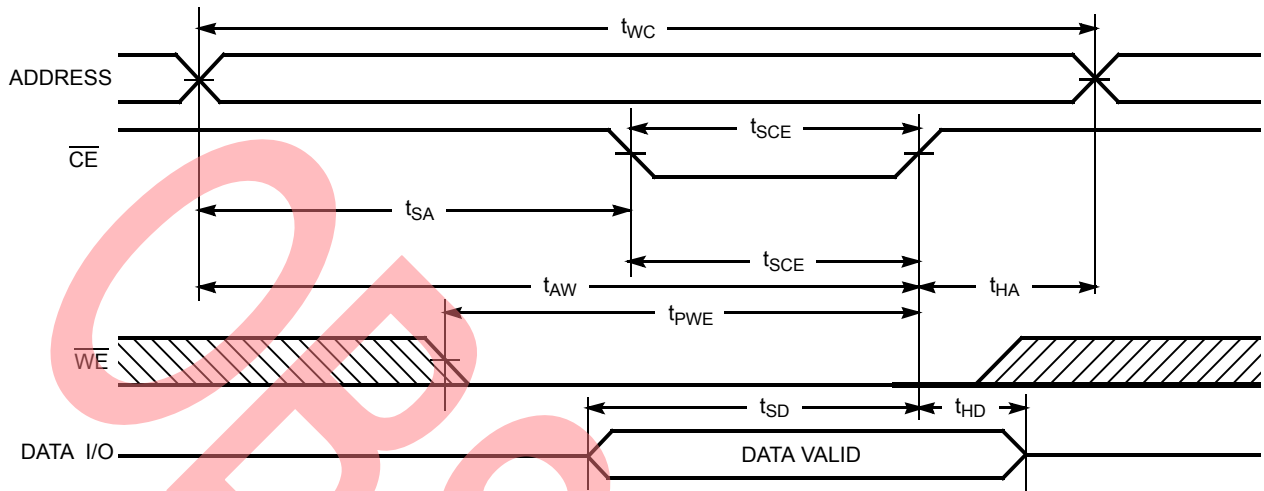 tWC
ADDRESS
tSCE
CE
tSA
tSCE
tAW
tHA
tPWE
WE
tSD
tHD
DATA I/O
DATA VALID